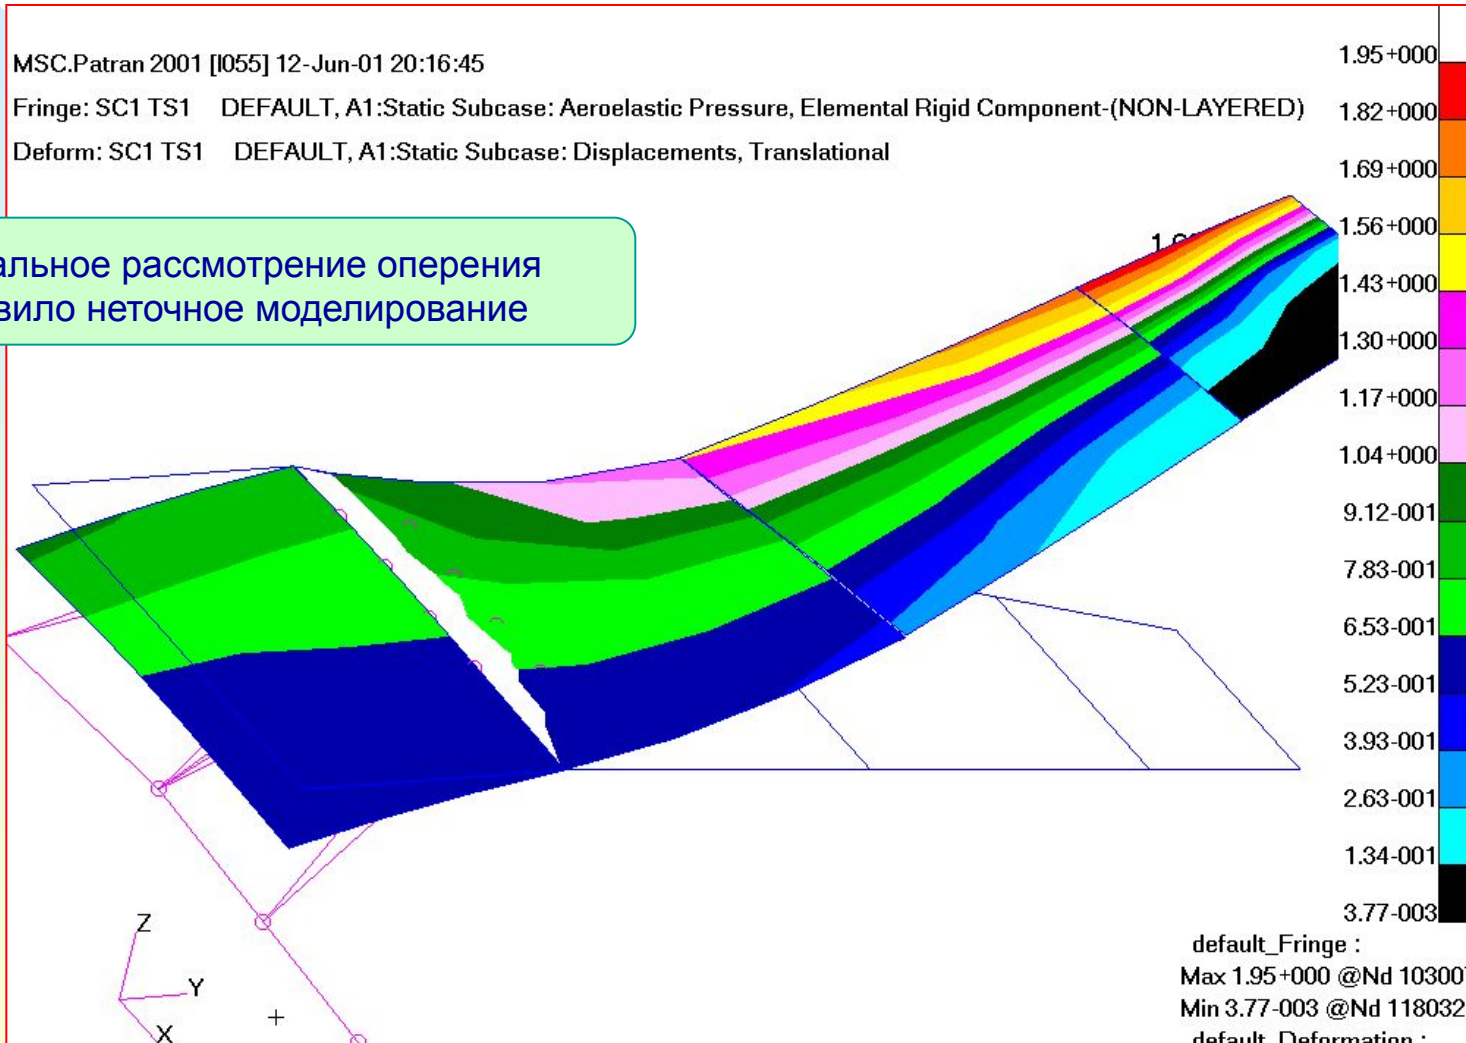 MSC.Patran 2001 [I055] 12-Jun-01 20:16:45
Fringe: SC1 TS1 DEFAULT, A1:Static Subcase: Aeroelastic Pressure, Elemental Rigid Component-(NON-LAYERED)
Deform: SC1 TS1 DEFAULT, A1:Static Subcase: Displacements, Translational
рассмотрение оперения
неточное моделирование
1.95+000
1.82+000
1.69+000
1.56+000
1.43+000
1.30+000
1.17+000
1.04+000
9.12-001
7.83-001
6.53-001
5.23-001
3.93-001
2.63-001
1.34-001
3.77-003
Z
Y
X
default_Fringe :
Max 1.95+000 @Nd
Min 3.77-003 @Nd 118032
default_Deformation :